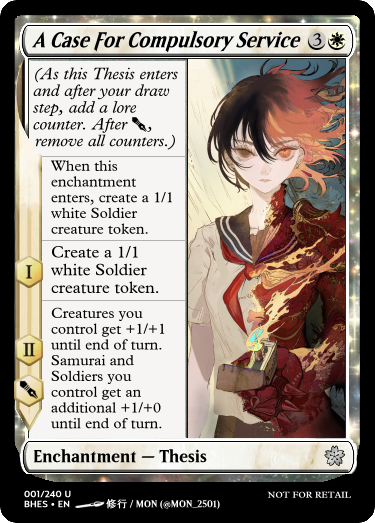 A Case For Compulsory Service 3
(As this Thesis enters
and after your draw
step, add a lore
counter. After ,
remove all counters.)
When this
enchantment
enters, create a 1/1
white Soldier
creature token.
I
Create a 1/1
white Soldier
creature token.
II
Creatures you
control get +1/+1
until end of turn.
Samurai and
Soldiers you
control get an
additional +1/+0
until end of turn.
Enchantment — Thesis
001/240 U
BHES • EN 修行 / MON (@MON_2501)
NOT FOR RETAIL